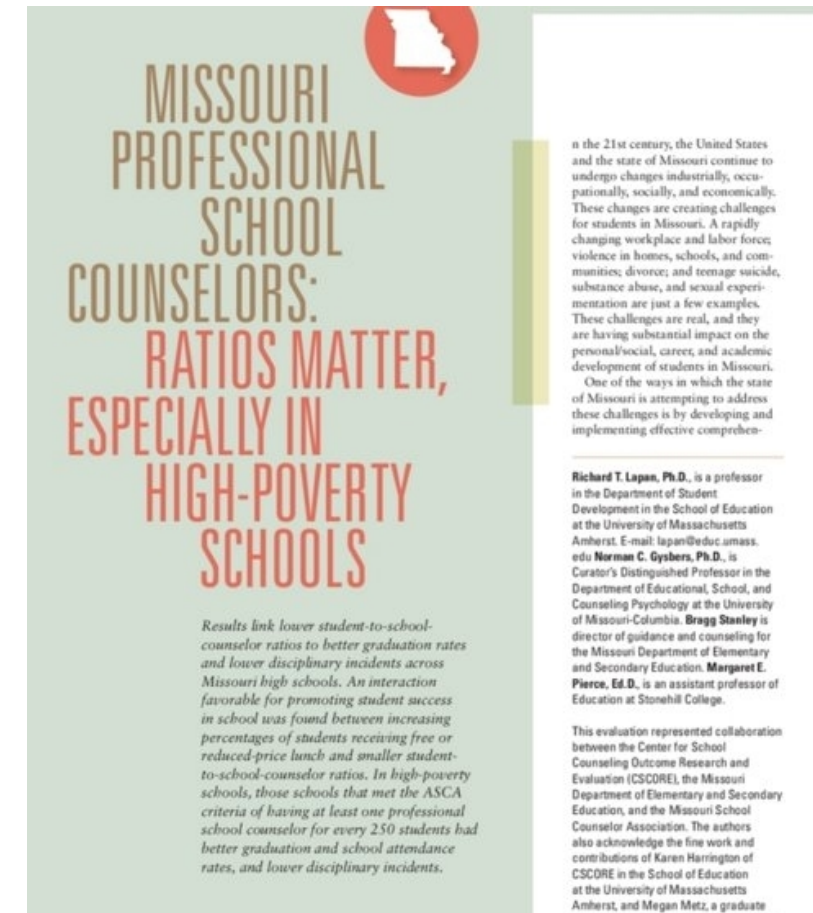 MISSOURI
PROFESSIONAL
SCHOOL
COUNSELORS:
RATIOS MATTER,
ESPECIALLY IN
HIGH-POVERTY
SCHOOLS
Results link lower student-to-school-
counselor ratios to better graduation rates
and lower disciplinary incidents across
Missouri high schools. An interaction
favorable for promoting student success
in school was found between increasing
percentages of students receiving free or
reduced-price lunch and smaller student-
to-school-counselor ratios. In high-poverty
schools, those schools that met the ASCA
criteria of having at least one professional
school counselor for every 250 students had
better graduation and school attendance
rates, and lower disciplinary incidents.
n the 21st century, the United States
and the state of Missouri continue to
undergo changes industrially, occu-
pationally, socially, and economically.
These changes are creating challenges
for students in Missouri. A rapidly
changing workplace and labor force;
violence in homes, schools, and com-
munities; divorce; and teenage suicide,
substance abuse, and sexual experi-
mentation are just a few examples.
These challenges are real, and they
are having substantial impact on the
personal/social, career, and academic
development of students in Missouri.
One of the ways in which the state
of Missouri is attempting to address
these challenges is by developing and
implementing effective comprehen-
Richard T. Lapan, Ph.D., is a professor
in the Department of Student
Development in the School of Education
at the University of Massachusetts
Amherst. E-mail: lapan@educ.umass.
edu Norman C. Gysbers, Ph.D., is
Curator's Distinguished Professor in the
Department of Educational, School, and
Counseling Psychology at the University
of Missouri-Columbia. Bragg Stanley is
director of guidance and counseling for
the Missouri Department of Elementary
and Secondary Education. Margaret E.
Pierce, Ed.D., is an assistant professor of
Education at Stonehill College.
This evaluation represented collaboration
between the Center for School
Counseling Outcome Research and
Evaluation (CSCORE), the Missouri
Department of Elementary and Secondary
Education, and the Missouri School
Counselor Association. The authors
also acknowledge the fine work and
contributions of Karen Harrington of
CSCORE in the School of Education
at the University of Massachusetts
Amherst, and Megan Metz, a graduate